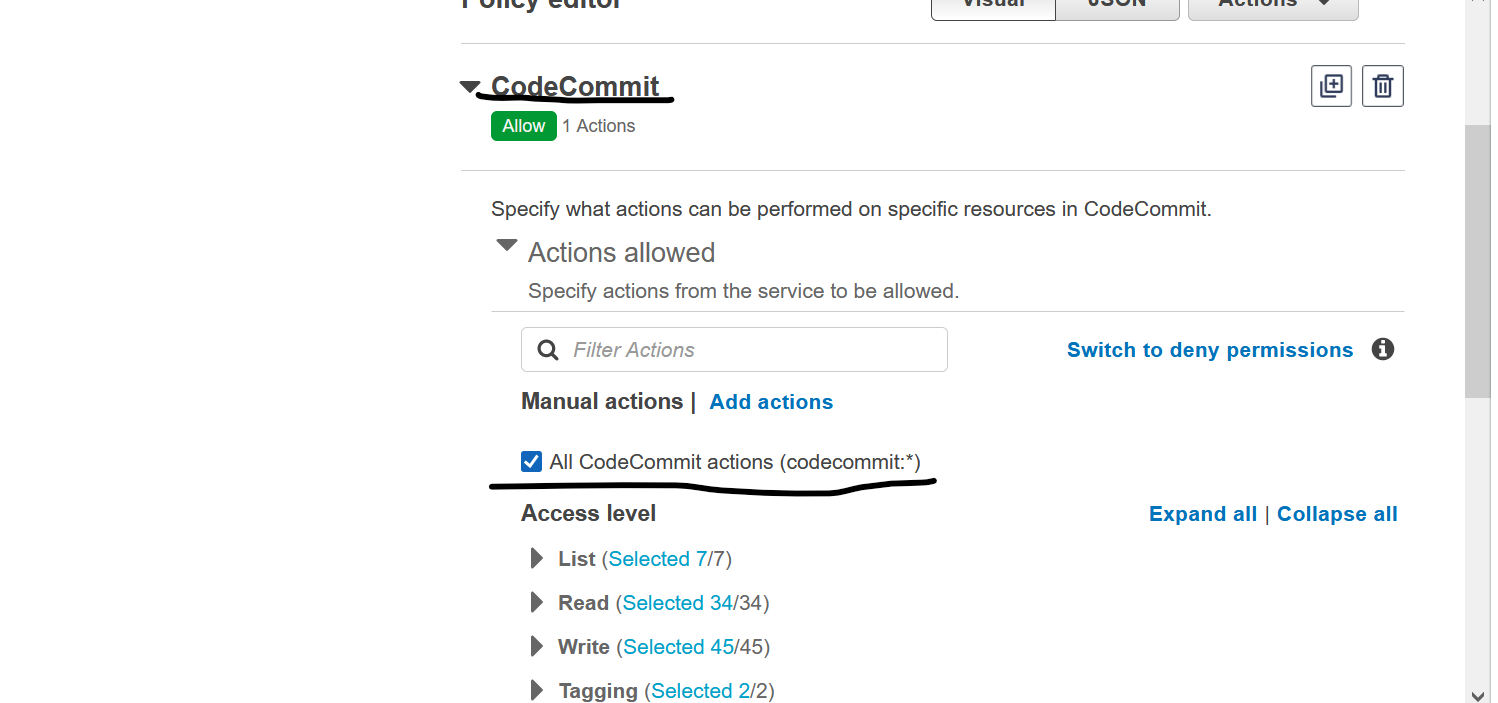 Policy editor Visual JSON Actions
CodeCommit
Allow 1 Actions
Specify what actions can be performed on specific resources in CodeCommit.
Actions allowed
Specify actions from the service to be allowed.
Filter Actions Switch to deny permissions
Manual actions | Add actions
All CodeCommit actions (codecommit:*)
Access level Expand all | Collapse all
List (Selected 7/7)
Read (Selected 34/34)
Write (Selected 45/45)
Tagging (Selected 2/2)